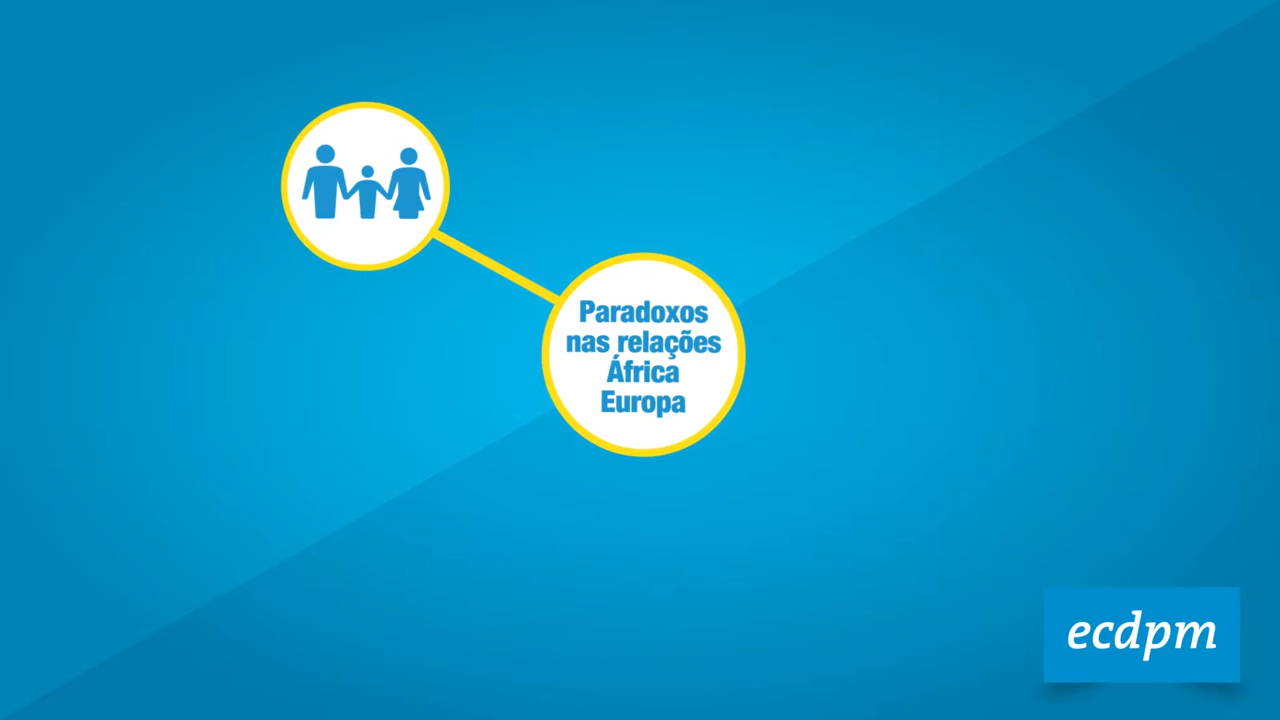 Paradoxos
nas relações
África
Europa
ecdpm